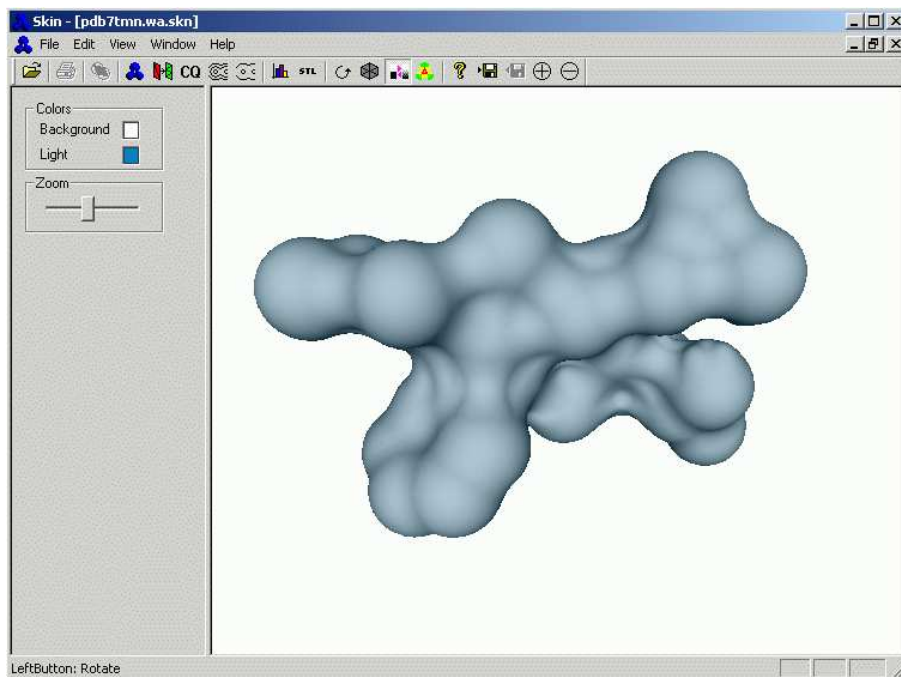 Skin - [pdb7tmn.wa.skn]
File Edit View Window Help
CQ STL
Colors
Background
Light
Zoom
LeftButton: Rotate